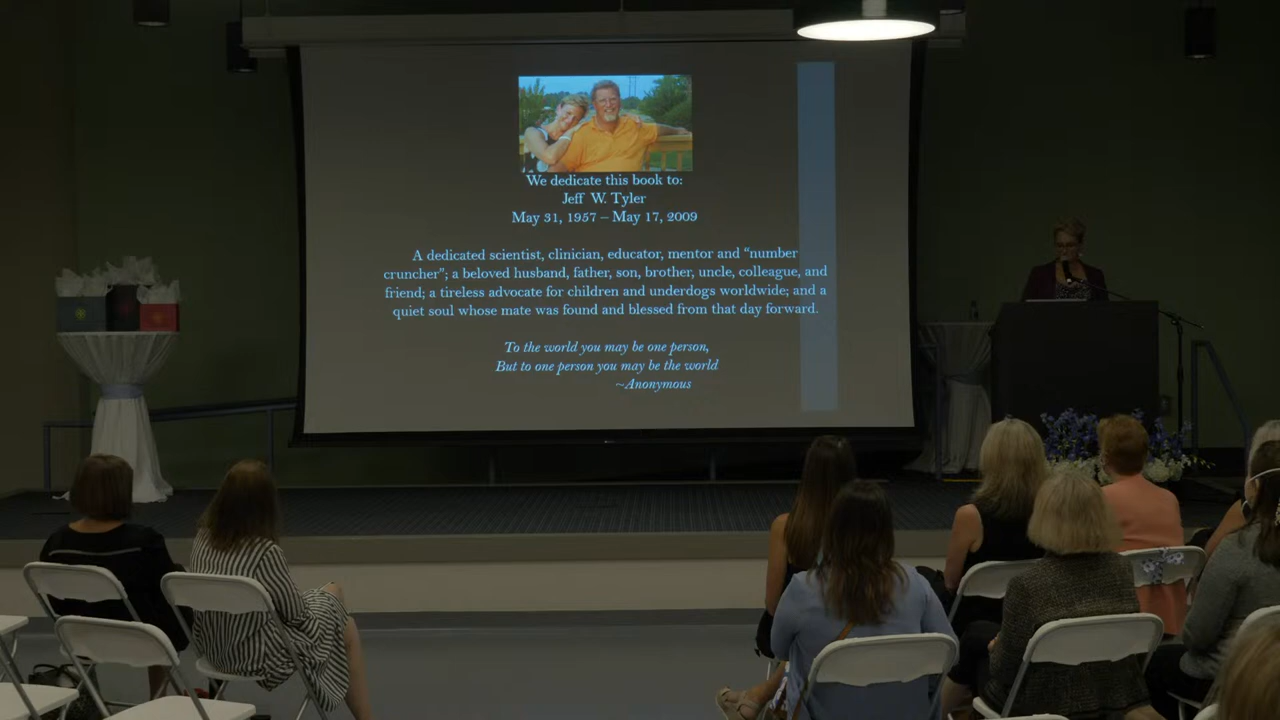 We dedicate this book to:
Jeff W. Tyler
May 31, 1957 – May 17, 2009
A dedicated scientist, clinician, educator, mentor and “number
cruncher”; a beloved husband, father, son, brother, uncle, colleague, and
friend; a tireless advocate for children and underdogs worldwide; and a
quiet soul whose mate was found and blessed from that day forward.
To the world you may be one person,
But to one person you may be the world
~Anonymous